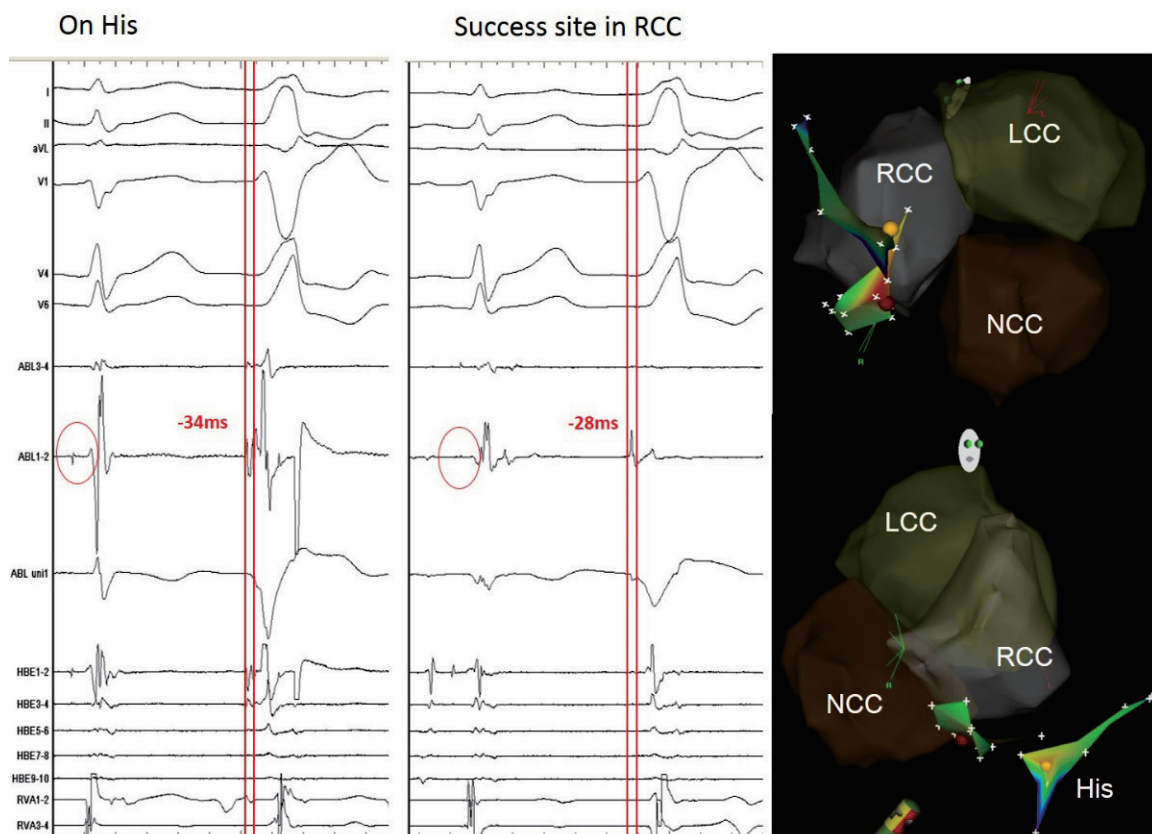 On His
Success site in RCC
I
II
aVL
V1
V4
V6
ABL3-4
ABL1-2
ABL uni1
HBE1-2
HBE3-4
HBE5-6
HBE7-8
HBE9-10
RVA1-2
RVA3-4
-34ms
-28ms
LCC
RCC
NCC
R
LCC
RCC
NCC
R
His